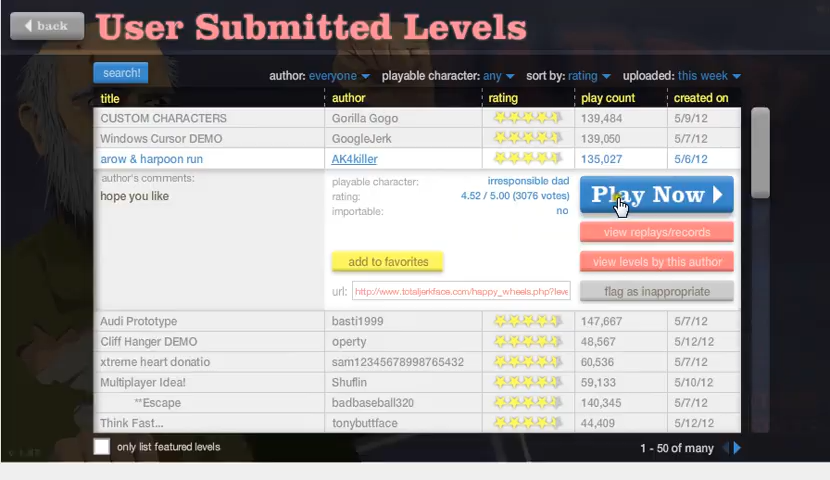 back
User Submitted Levels
search!
author: everyone playable character: any sort by: rating uploaded: this week
title author rating play count created on
CUSTOM CHARACTERS Gorilla Gogo 139,484 5/9/12
Windows Cursor DEMO GoogleJerk 139,050 5/7/12
arow & harpoon run AK4killer 135,027 5/6/12
author's comments:
hope you like
playable character: irresponsible dad
rating: 4.52 / 5.00 (3076 votes)
importable: no
Play Now
view replays/records
add to favorites
view levels by this author
url: http://www.totaljerkface.com/happy_wheels.php?leve
flag as inappropriate
Audi Prototype basti1999 147,667 5/7/12
Cliff Hanger DEMO operty 48,567 5/12/12
xtreme heart donatio sam12345678998765432 60,536 5/7/12
Multiplayer Idea! Shuflin 59,133 5/10/12
**Escape badbaseball320 140,345 5/7/12
Think Fast... tonybuttface 44,409 5/12/12
only list featured levels
1 - 50 of many